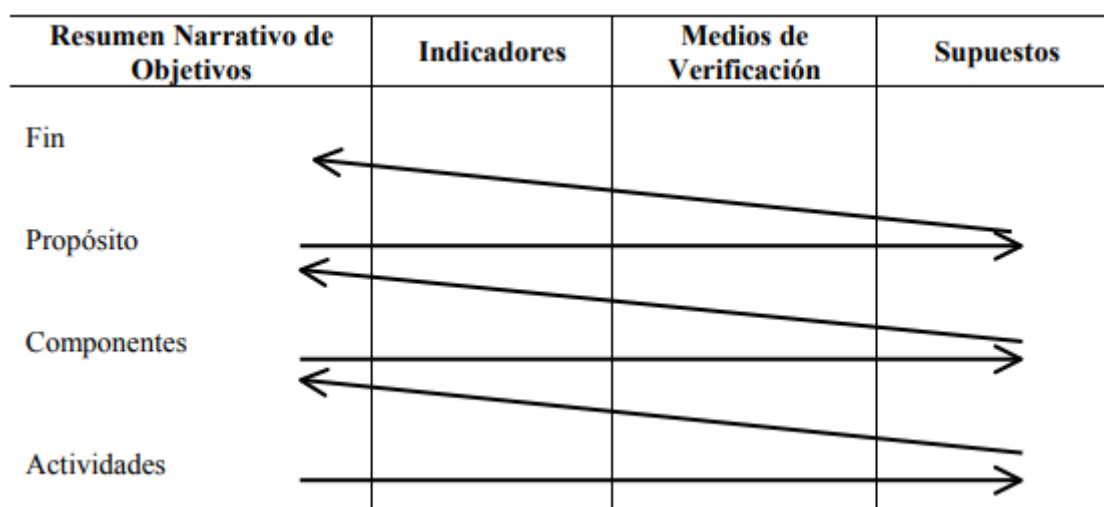 Resumen Narrativo de
Objetivos
Indicadores
Medios de
Verificación
Supuestos
Fin
Propósito
Componentes
Actividades